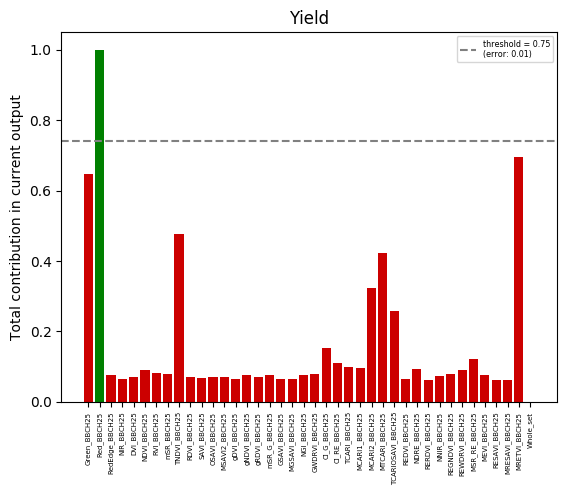 Yield
Total contribution in current output
1.0
0.8
0.6
0.4
0.2
0.0
threshold = 0.75
(error: 0.01)
Green_BBCH25
Red_BBCH25
RedEdge_BBCH25
NIR_BBCH25
DVI_BBCH25
NDVI_BBCH25
RVI_BBCH25
mSR_BBCH25
TNDVI_BBCH25
RDVI_BBCH25
SAVI_BBCH25
OSAVI_BBCH25
MSAVI2_BBCH25
gDVI_BBCH25
gNDVI_BBCH25
gRDVI_BBCH25
mSR_G_BBCH25
GSAVI_BBCH25
MGSAVI_BBCH25
NGI_BBCH25
GWDRVI_BBCH25
CI_G_BBCH25
CI_RE_BBCH25
TCARI_BBCH25
MCARI1_BBCH25
MCARI2_BBCH25
MTCARI_BBCH25
TCARIOSAVI_BBCH25
REDVI_BBCH25
NDRE_BBCH25
RERDVI_BBCH25
NNIR_BBCH25
REGNDVI_BBCH25
REWDRVI_BBCH25
MSR_RE_BBCH25
MEVI_BBCH25
RESAVI_BBCH25
MRESAVI_BBCH25
MRETVI_BBCH25
Whole_set